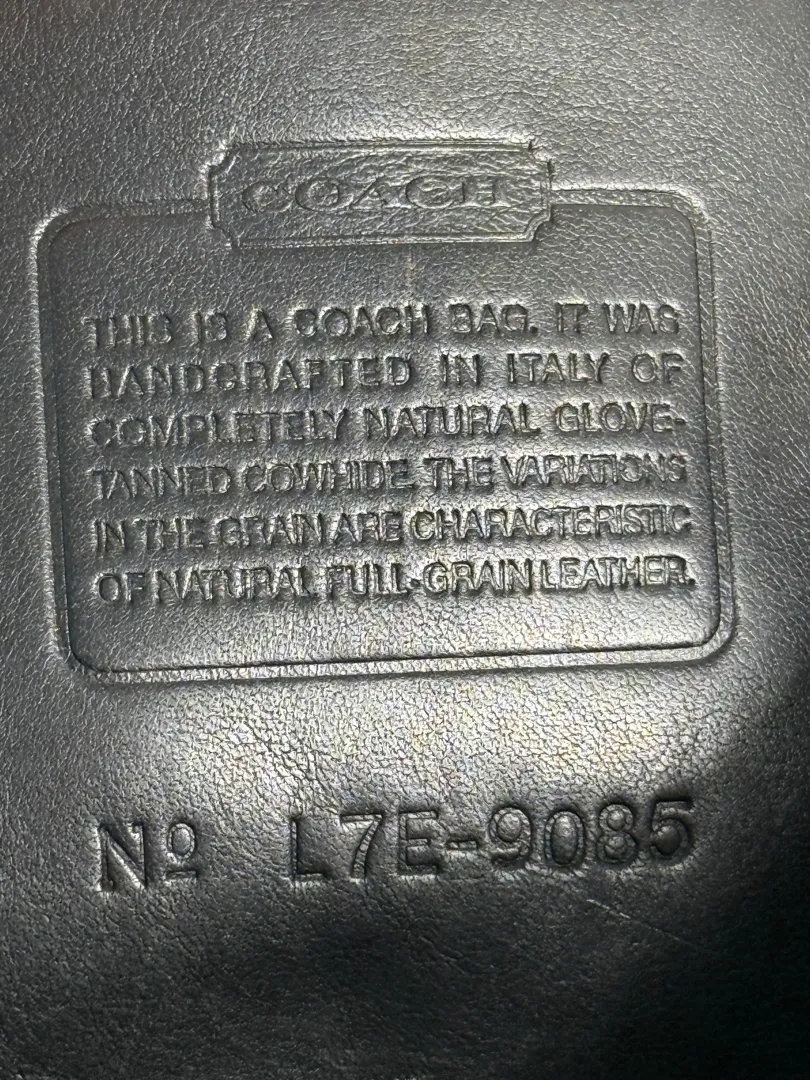 COACH
THIS IS A COACH BAG. IT WAS
HANDCRAFTED IN ITALY OF
COMPLETELY NATURAL GLOVE-
TANNED COWHIDE. THE VARIATIONS
IN THE GRAIN ARE CHARACTERISTIC
OF NATURAL FULL-GRAIN LEATHER.
Nº L7E-9085